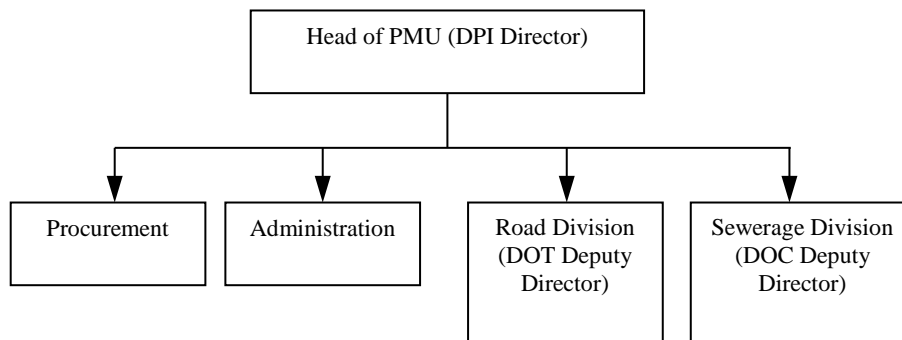 Head of PMU (DPI Director)
Procurement
Administration
Road Division
(DOT Deputy
Director)
Sewerage Division
(DOC Deputy
Director)